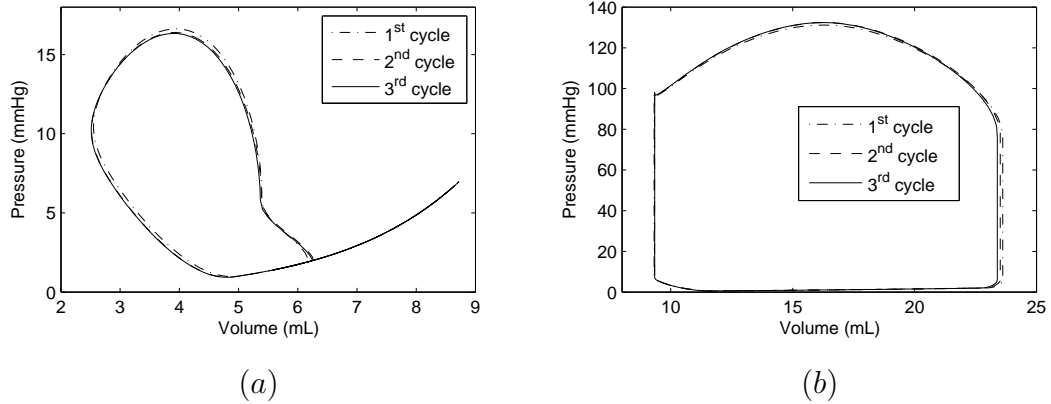 15
10
5
0
2 3 4 5 6 7 8 9
Pressure (mmHg)
Volume (mL)
1st cycle
2nd cycle
3rd cycle
(a)
140
120
100
80
60
40
20
0
10 15 20 25
Pressure (mmHg)
Volume (mL)
1st cycle
2nd cycle
3rd cycle
(b)